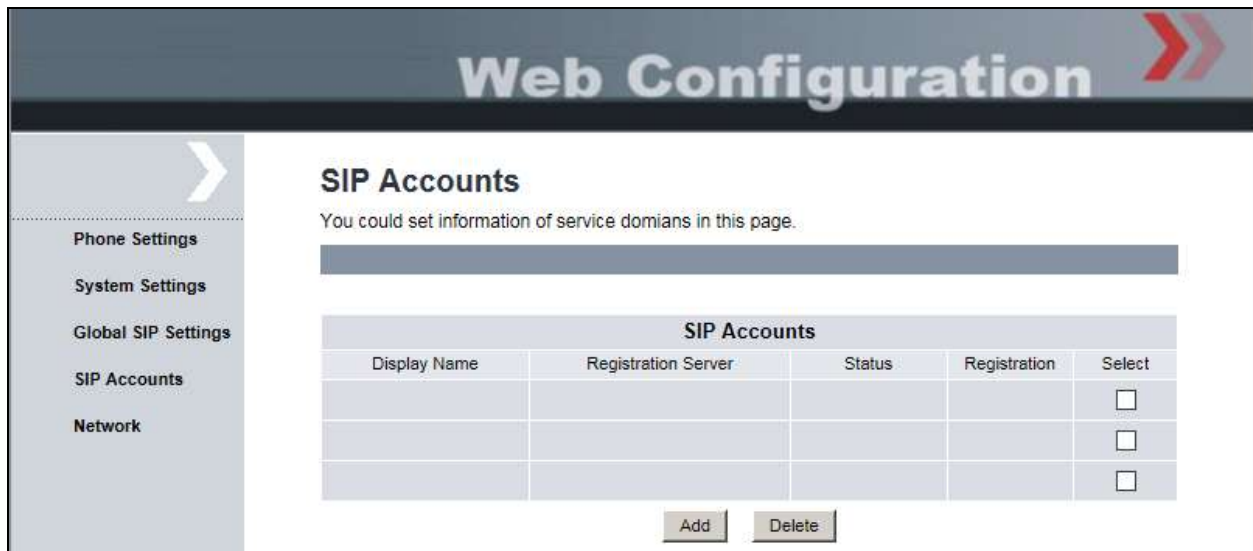 Web Configuration
SIP Accounts
You could set information of service domians in this page.
Phone Settings
System Settings
Global SIP Settings
SIP Accounts
Network
SIP Accounts
Display Name Registration Server Status Registration Select
Add Delete